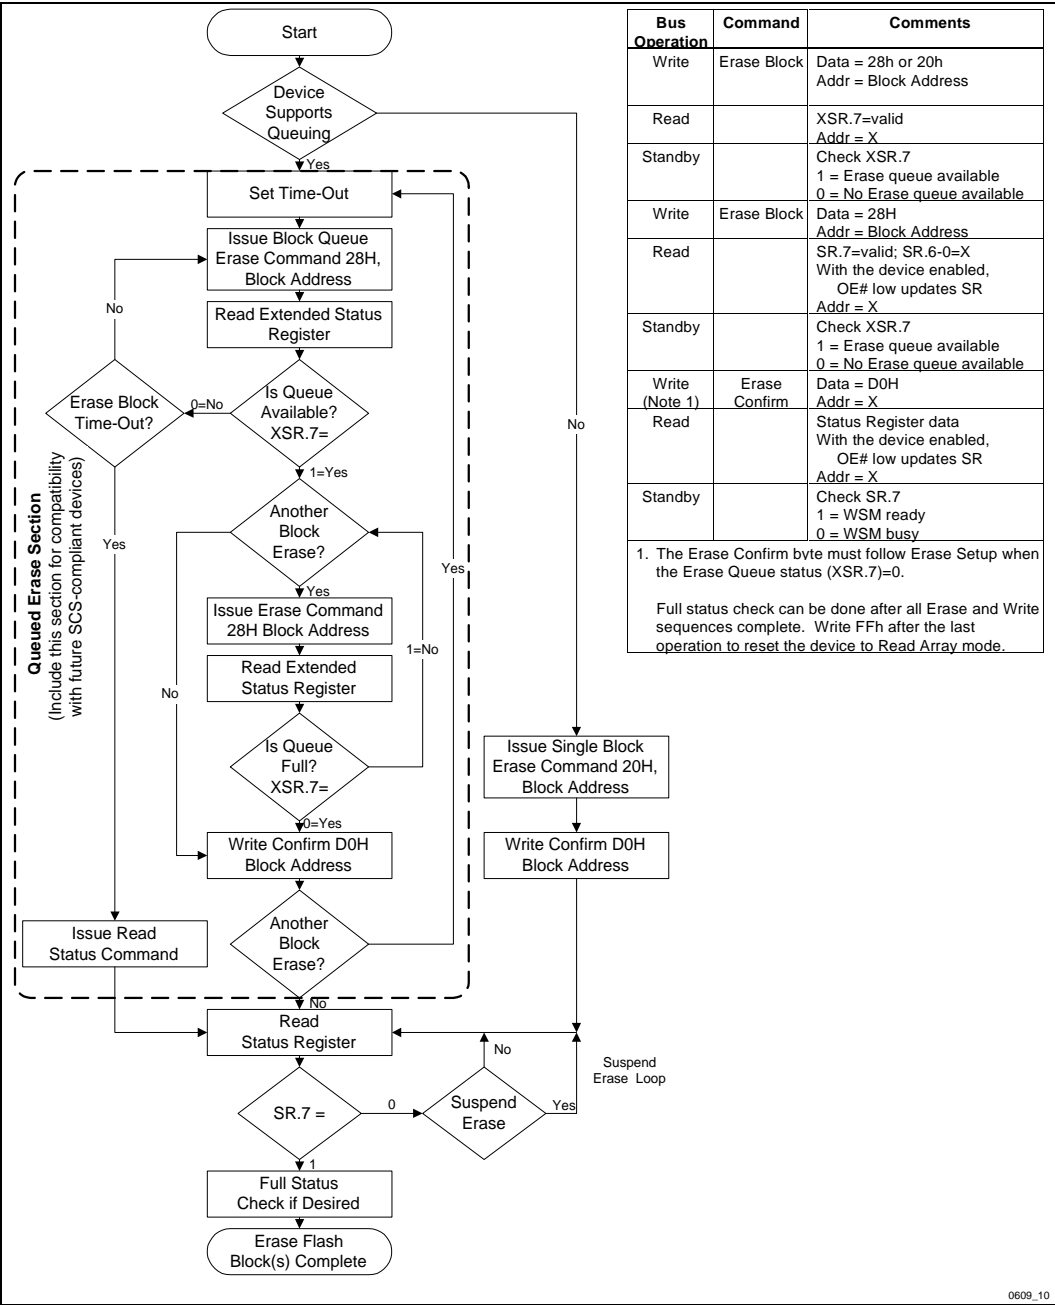 Start
Device
Supports
Queuing
Yes
Set Time-Out
Issue Block Queue
Erase Command 28H,
Block Address
No
Read Extended Status
Register
Erase Block
Time-Out?
0=No
Is Queue
Available?
XSR.7=
No
1=Yes
Another
Block
Erase?
Yes
Yes
Yes
Issue Erase Command
28H Block Address
1=No
Read Extended
Status Register
No
Is Queue
Full?
XSR.7=
0=Yes
Write Confirm D0H
Block Address
Issue Single Block
Erase Command 20H,
Block Address
Write Confirm D0H
Block Address
Another
Block
Erase?
Issue Read
Status Command
No
Queued Erase Section
(Include this section for compatibility
with future SCS-compliant devices)
Read
Status Register
No
Suspend
Erase Loop
SR.7 =
0
Suspend
Erase
Yes
1
Full Status
Check if Desired
Erase Flash
Block(s) Complete
Bus Operation Command Comments
Write Erase Block Data = 28h or 20h
Addr = Block Address
Read XSR.7=valid
Addr = X
Standby Check XSR.7
1 = Erase queue available
0 = No Erase queue available
Write Erase Block Data = 28H
Addr = Block Address
Read SR.7=valid; SR.6-0=X
With the device enabled,
OE# low updates SR
Addr = X
Standby Check XSR.7
1 = Erase queue available
0 = No Erase queue available
Write Erase Data = D0H
(Note 1) Confirm Addr = X
Read Status Register data
With the device enabled,
OE# low updates SR
Addr = X
Standby Check SR.7
1 = WSM ready
0 = WSM busy
1. The Erase Confirm byte must follow Erase Setup when
the Erase Queue status (XSR.7)=0.
Full status check can be done after all Erase and Write
sequences complete. Write FFh after the last
operation to reset the device to Read Array mode.
0609_10